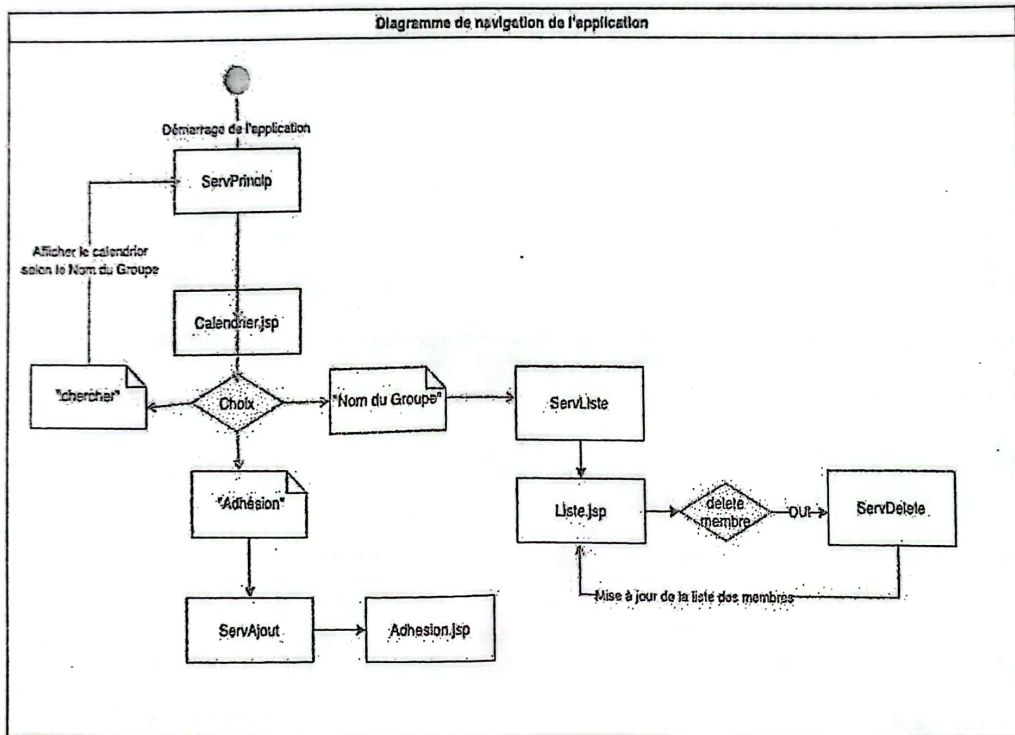 Diagramme de navigation de l'application
Démarrage de l'application
ServPrincip
Afficher le calendrier
selon le Nom du Groupe
Calendrier.jsp
"chercher"
Choix
"Nom du Groupe"
ServListe
"Adhésion"
Liste.jsp
delete
membre
OUI
ServDelete
Mise à jour de la liste des membres
ServAjout
Adhesion.jsp